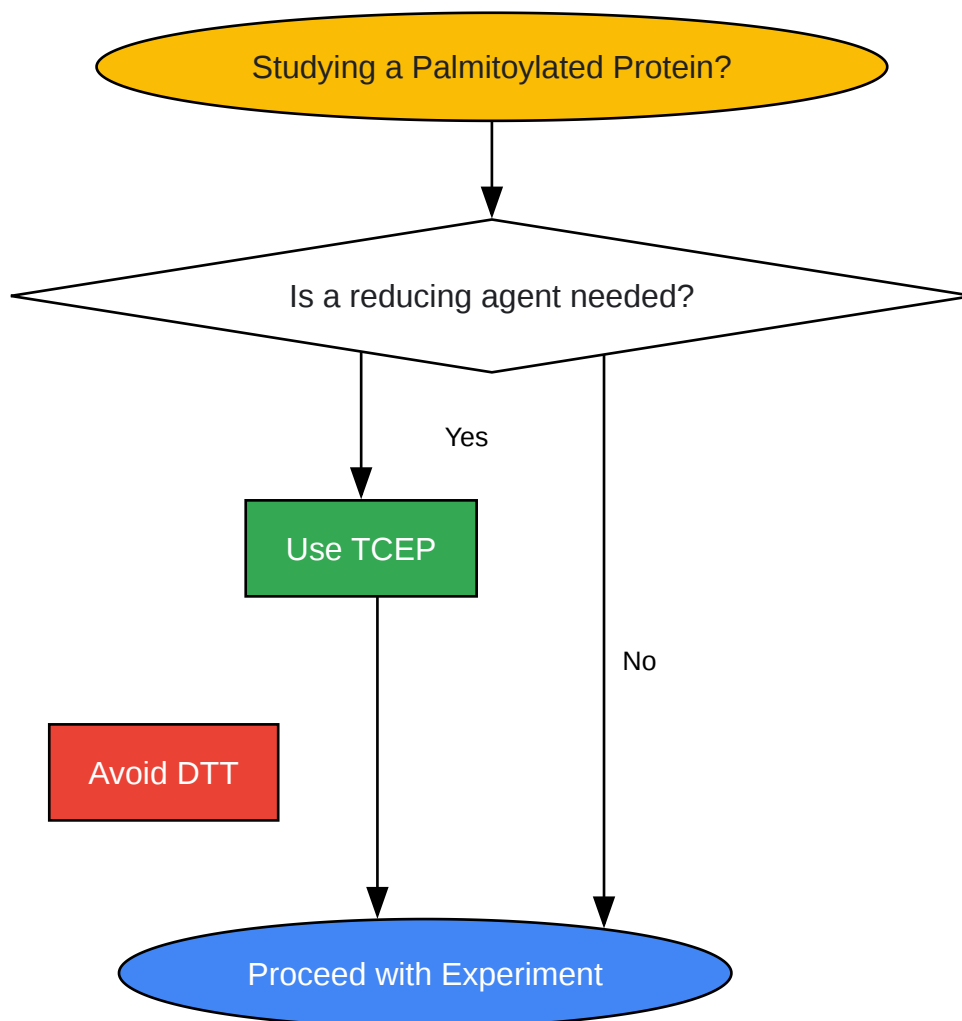 Studying a Palmitoylated Protein?
Is a reducing agent needed?
Yes
Use TCEP
No
Avoid DTT
Proceed with Experiment